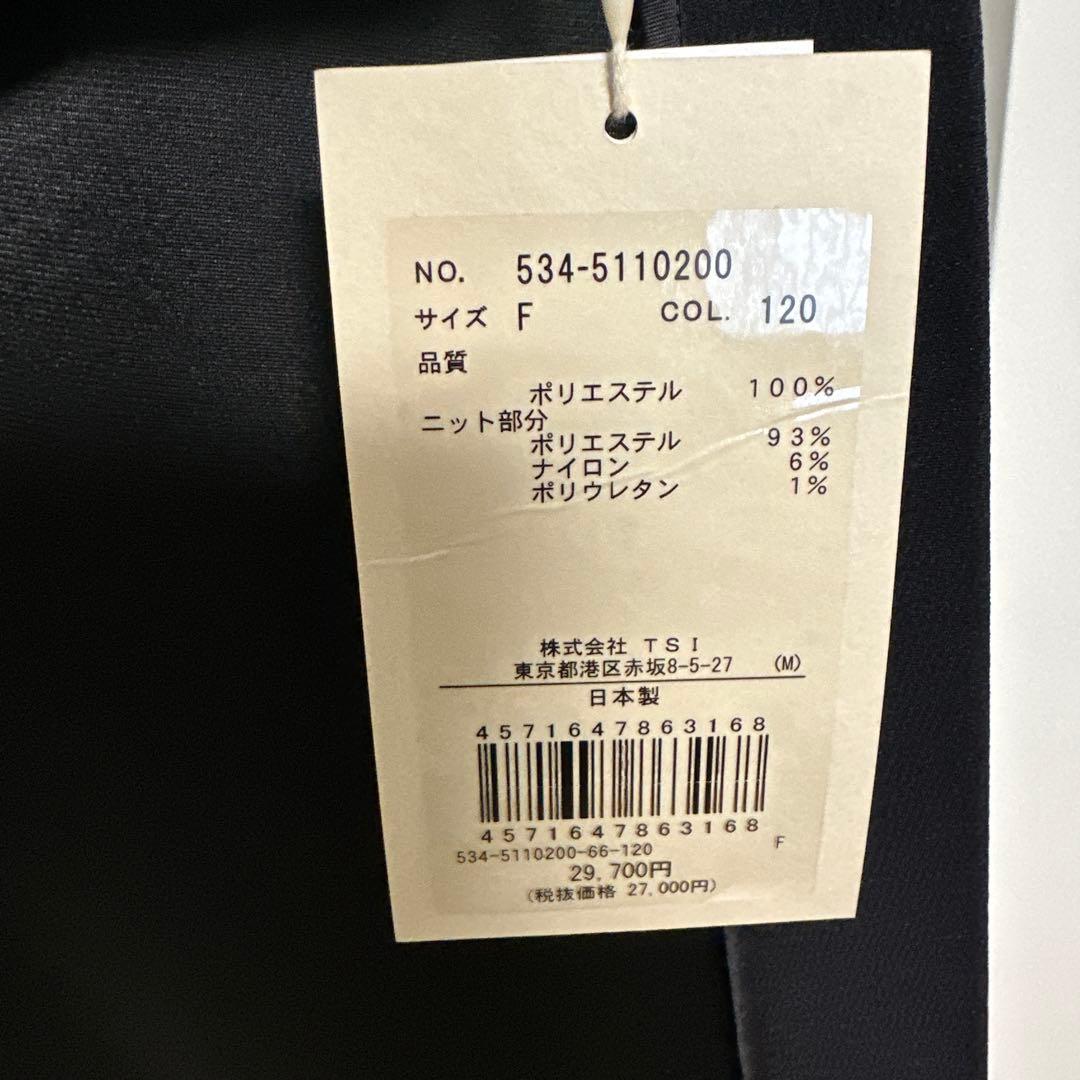 NO. 534-5110200
サイズ F COL. 120
品質
ポリエステル 100%
ニット部分
ポリエステル 93%
ナイロン 6%
ポリウレタン 1%
株式会社 TSI
東京都港区赤坂8-5-27 (M)
日本製
4571647863168
4571647863168
534-5110200-66-120 F
29,700円
(税抜価格 27,000円)